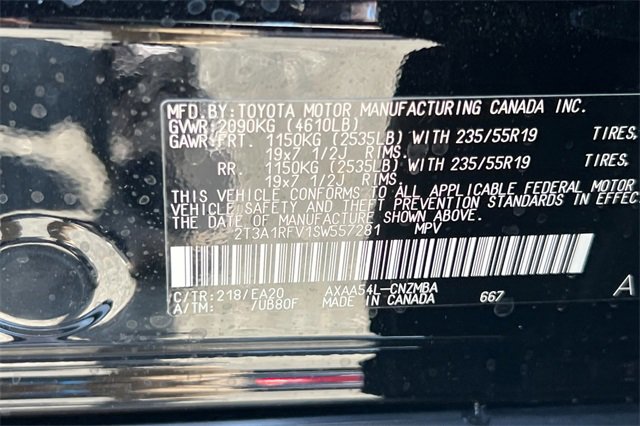 MFD.BY:TOYOTA MOTOR MANUFACTURING CANADA INC.
GVWR:2090KG (4610LB)
GAWR:FRT. 1150KG (2535LB) WITH 235/55R19 TIRES,
19x7 1/2J RIMS.
RR. 1150KG (2535LB) WITH 235/55R19 TIRES,
19x7 1/2J RIMS.
THIS VEHICLE CONFORMS TO ALL APPLICABLE FEDERAL MOTOR
VEHICLE SAFETY AND THEFT PREVENTION STANDARDS IN EFFEC
THE DATE OF MANUFACTURE SHOWN ABOVE.
2T3A1RFV1SW557281 MPV
C/TR:218/EA20 AXAA54L-CNZMBA
A/TM: /UB80F MADE IN CANADA 667 A